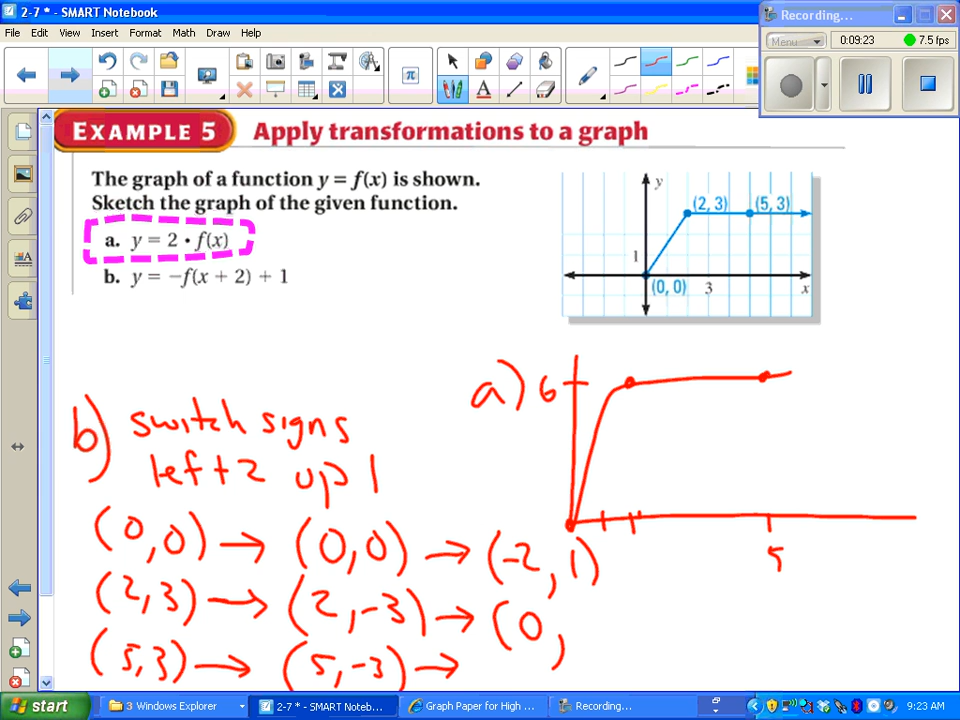 2-7 * - SMART Notebook
Recording...
File Edit View Insert Format Math Draw Help
Menu
0:09:23
7.5 fps
π
A
EXAMPLE 5 Apply transformations to a graph
The graph of a function y = f(x) is shown.
Sketch the graph of the given function.
a. y = 2 • f(x)
b. y = −f(x + 2) + 1
y
(2, 3) (5, 3)
1
(0, 0) 3 x
a) 6
5
b) switch signs
left 2 up 1
(0,0) → (0,0) → (-2, 1)
(2,3) → (2,-3) → (0,
(5,3) → (5,-3) →
start
3 Windows Explorer
2-7 * - SMART Noteb...
Graph Paper for High ...
Recording...
9:23 AM